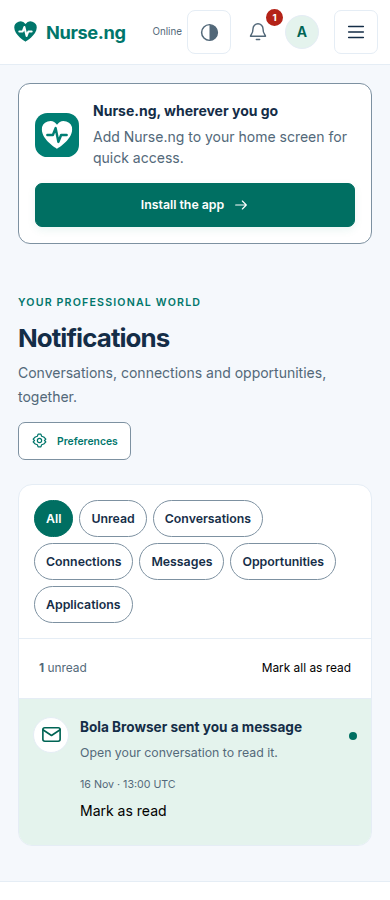 Nurse.ng
Online
1
A
Nurse.ng, wherever you go
Add Nurse.ng to your home screen for
quick access.
Install the app →
YOUR PROFESSIONAL WORLD
Notifications
Conversations, connections and opportunities,
together.
Preferences
All Unread Conversations
Connections Messages Opportunities
Applications
1 unread Mark all as read
Bola Browser sent you a message
Open your conversation to read it.
16 Nov · 13:00 UTC
Mark as read